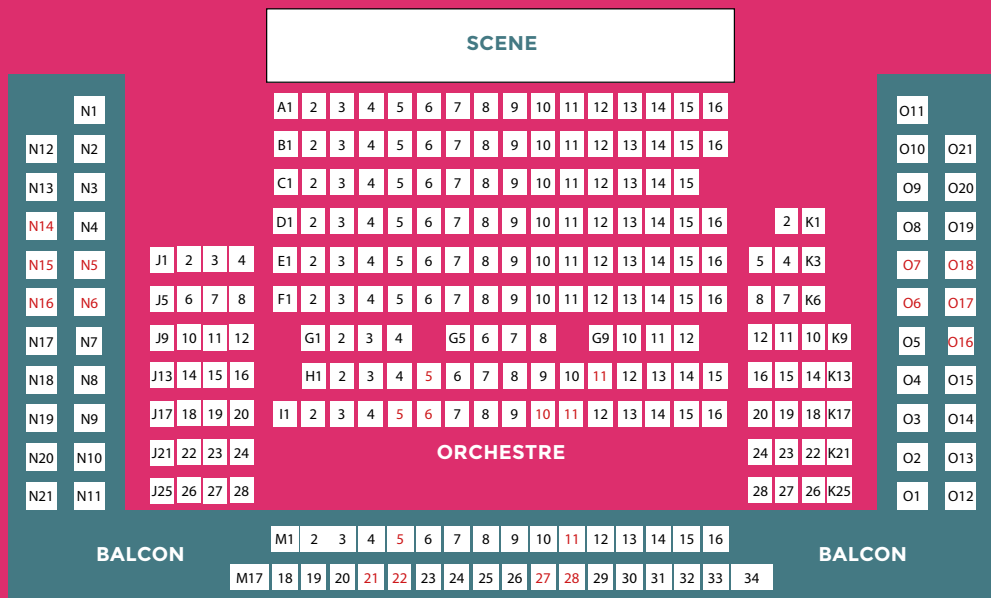 SCENE
N1 A1 2 3 4 5 6 7 8 9 10 11 12 13 14 15 16 O11
N12 N2 B1 2 3 4 5 6 7 8 9 10 11 12 13 14 15 16 O10 O21
N13 N3 C1 2 3 4 5 6 7 8 9 10 11 12 13 14 15 O9 O20
N14 N4 D1 2 3 4 5 6 7 8 9 10 11 12 13 14 15 16 2 K1 O8 O19
N15 N5 J1 2 3 4 E1 2 3 4 5 6 7 8 9 10 11 12 13 14 15 16 5 4 K3 O7 O18
N16 N6 J5 6 7 8 F1 2 3 4 5 6 7 8 9 10 11 12 13 14 15 16 8 7 K6 O6 O17
N17 N7 J9 10 11 12 G1 2 3 4 G5 6 7 8 G9 10 11 12 12 11 10 K9 O5 O16
N18 N8 J13 14 15 16 H1 2 3 4 5 6 7 8 9 10 11 12 13 14 15 16 15 14 K13 O4 O15
N19 N9 J17 18 19 20 I1 2 3 4 5 6 7 8 9 10 11 12 13 14 15 16 20 19 18 K17 O3 O14
N20 N10 J21 22 23 24 ORCHESTRE 24 23 22 K21 O2 O13
N21 N11 J25 26 27 28 28 27 26 K25 O1 O12
M1 2 3 4 5 6 7 8 9 10 11 12 13 14 15 16
BALCON BALCON
M17 18 19 20 21 22 23 24 25 26 27 28 29 30 31 32 33 34